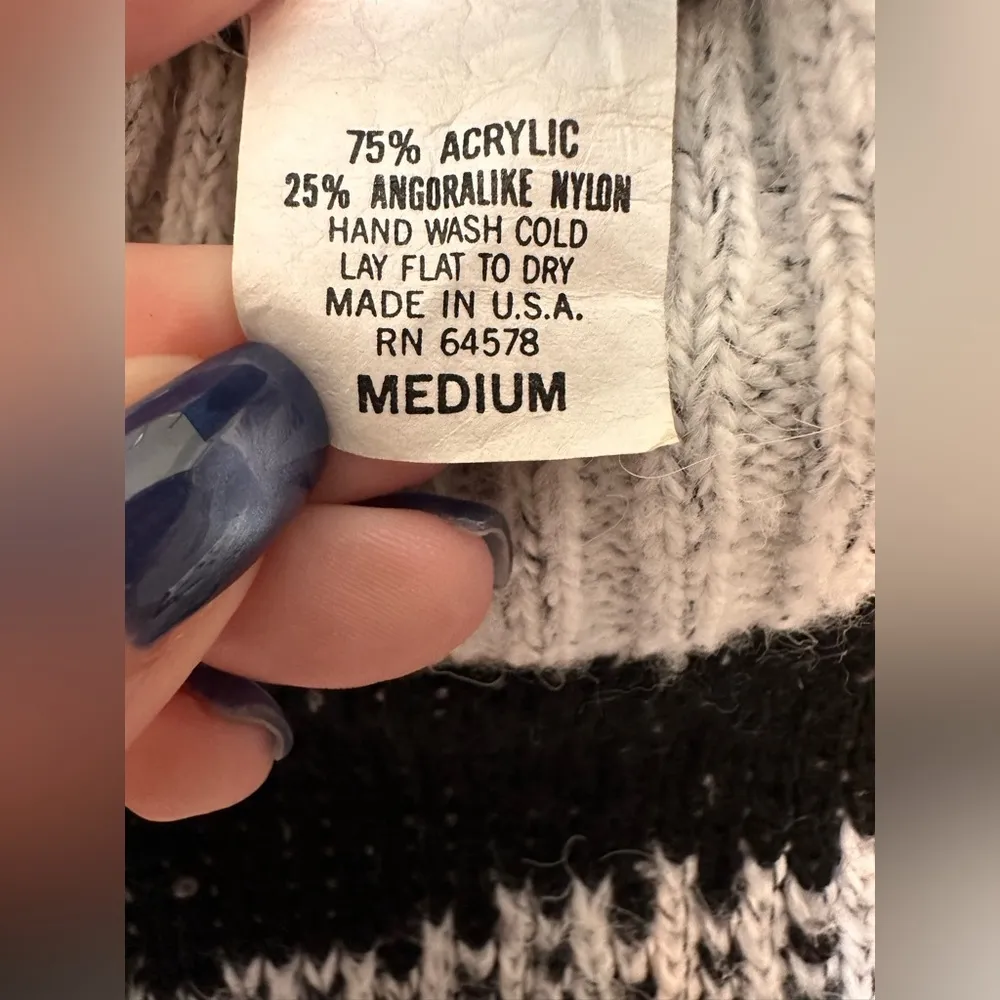 75% ACRYLIC
25% ANGORALIKE NYLON
HAND WASH COLD
LAY FLAT TO DRY
MADE IN U.S.A.
RN 64578
MEDIUM